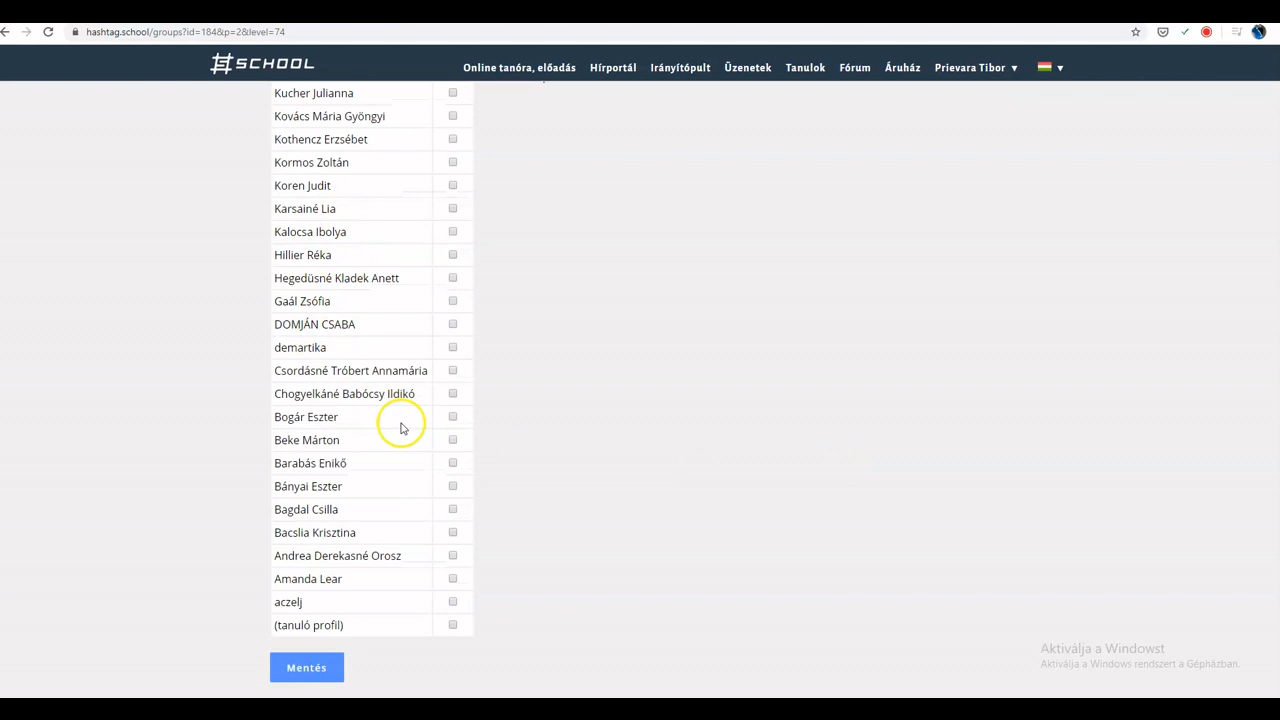 hashtag.school/groups?id=184&p=2&level=74
#SCHOOL
Online tanóra, előadás Hírportál Irányítópult Üzenetek Tanulok Fórum Áruház Prievara Tibor
Kucher Julianna
Kovács Mária Gyöngyi
Kothencz Erzsébet
Kormos Zoltán
Koren Judit
Karsainé Lia
Kalocsa Ibolya
Hillier Réka
Hegedüsné Kladek Anett
Gaál Zsófia
DOMJÁN CSABA
demartika
Csordásné Tróbert Annamária
Chogyelkáné Babócsy Ildikó
Bogár Eszter
Beke Márton
Barabás Enikő
Bányai Eszter
Bagdal Csilla
Bacslia Krisztina
Andrea Derekasné Orosz
Amanda Lear
aczelj
(tanuló profil)
Mentés
Aktiválja a Windowst
Aktiválja a Windows rendszert a Gépházban.